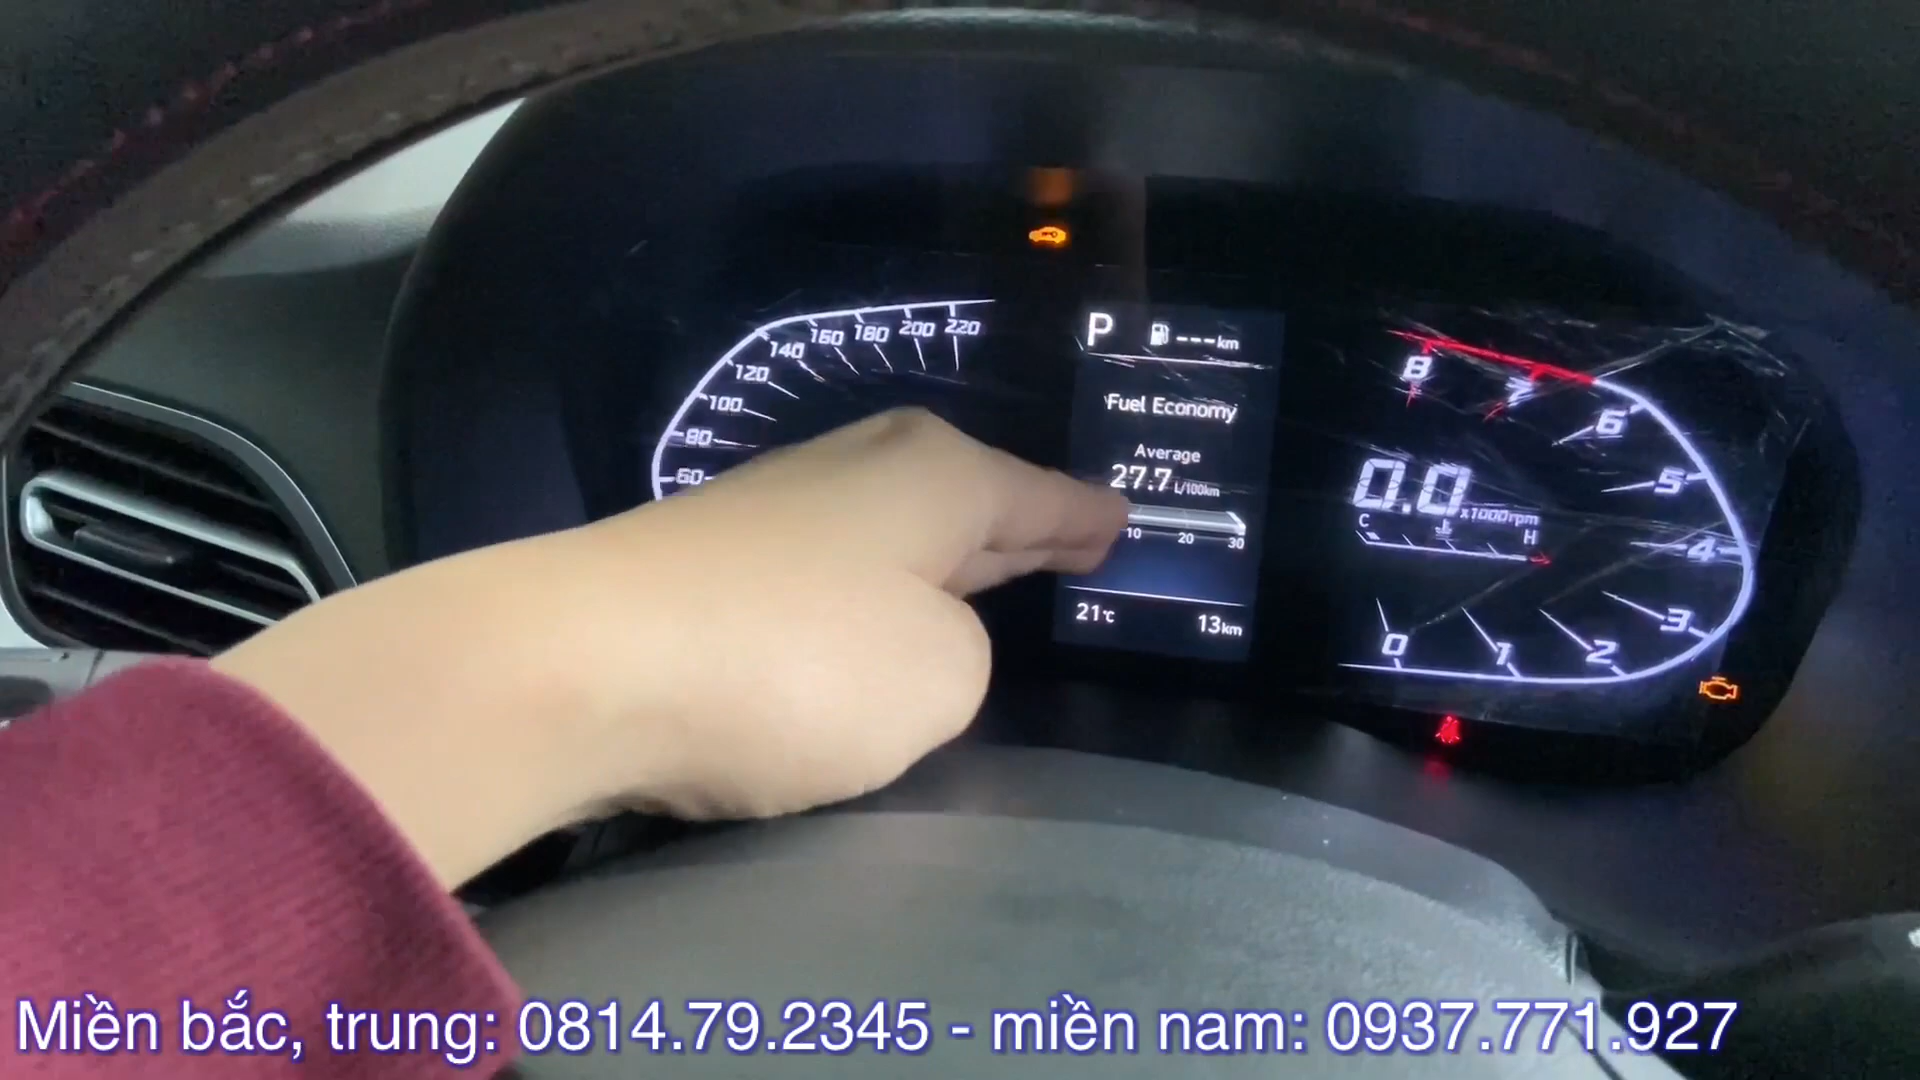 220
200
180
160
140
120
100
80
60
P ---km
Fuel Economy
Average
27.7 L/100km
10 20 30
21°C 13km
8
7
6
5
4
3
2
1
0
0.0 x1000rpm
C H
Miền bắc, trung: 0814.79.2345 - miền nam: 0937.771.927